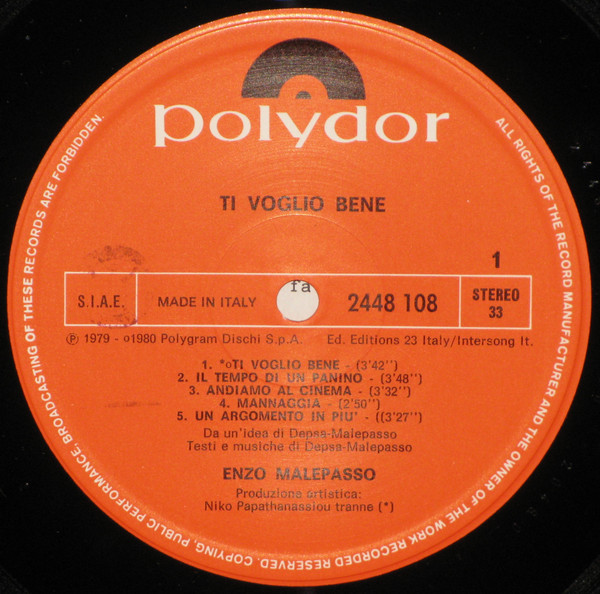 polydor
TI VOGLIO BENE
1
S.I.A.E.
MADE IN ITALY
fa
2448 108
STEREO
33
℗ 1979 - o1980 Polygram Dischi S.p.A.
Ed. Editions 23 Italy/Intersong It.
1. *oTI VOGLIO BENE - (3'42'')
2. IL TEMPO DI UN PANINO - (3'48'')
3. ANDIAMO AL CINEMA - (3'32'')
4. MANNAGGIA - (2'50'')
5. UN ARGOMENTO IN PIU' - ((3'27'')
Da un'idea di Depsa-Malepasso
Testi e musiche di Depsa-Malepasso
ENZO MALEPASSO
Produzione artistica:
Niko Papathanassiou tranne (*)
ALL RIGHTS OF THE RECORD MANUFACTURER AND THE OWNER OF THE WORK RECORDED RESERVED. COPYING, PUBLIC PERFORMANCE, BROADCASTING OF THESE RECORDS ARE FORBIDDEN.